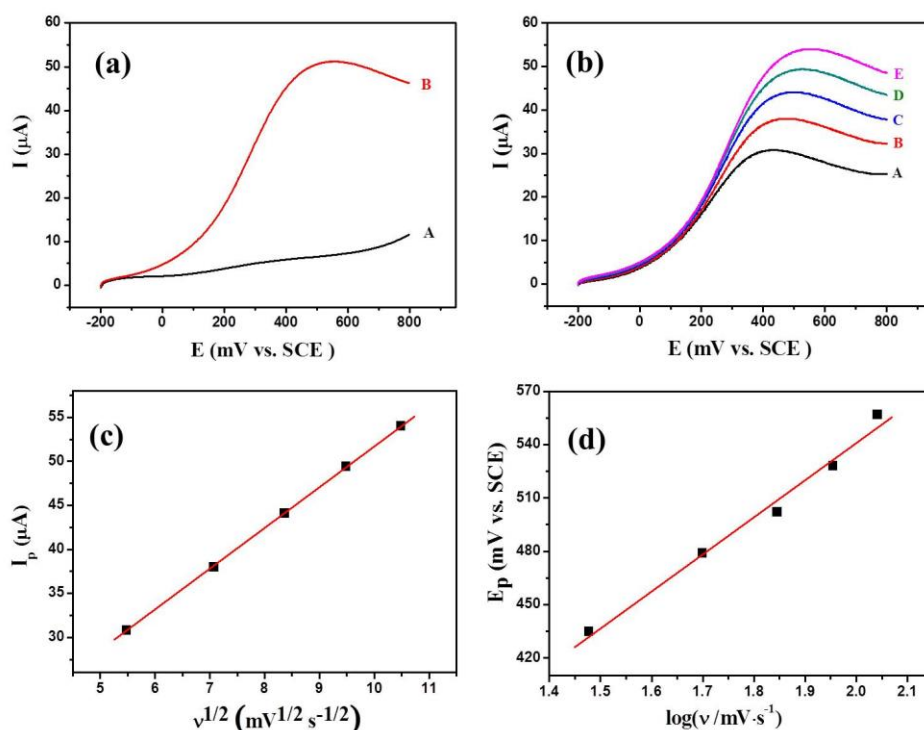 (a)
I (μA)
60
50
40
30
20
10
0
B
A
-200 0 200 400 600 800
E (mV vs. SCE )
(b)
I (μA)
60
50
40
30
20
10
0
E
D
C
B
A
-200 0 200 400 600 800
E (mV vs. SCE)
(c)
Ip (μA)
55
50
45
40
35
30
5 6 7 8 9 10 11
ν1/2 (mV1/2 s-1/2)
(d)
Ep (mV vs. SCE)
570
540
510
480
450
420
1.4 1.5 1.6 1.7 1.8 1.9 2.0 2.1
log(ν /mV·s-1)